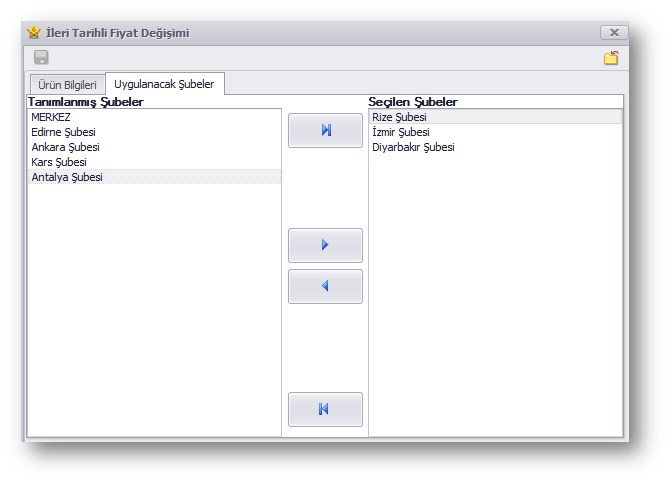 İleri Tarihli Fiyat Değişimi
Ürün Bilgileri
Uygulanacak Şubeler
Tanımlanmış Şubeler
MERKEZ
Edirne Şubesi
Ankara Şubesi
Kars Şubesi
Antalya Şubesi
Seçilen Şubeler
Rize Şubesi
İzmir Şubesi
Diyarbakır Şubesi